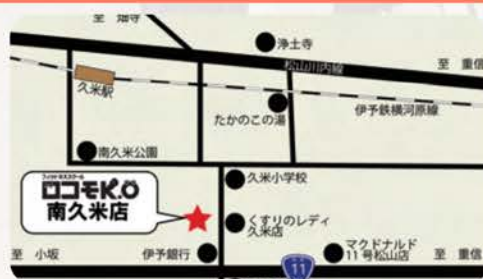 至 畑寺
浄土寺
松山川内線
至 重信
久米駅
たかのこの湯
伊予鉄横河原線
南久米公園
フィットネススクール
ロコモK.O
南久米店
久米小学校
くすりのレディ
久米店
至 小坂
伊予銀行
マクドナルド
11号松山店
至 重信
11